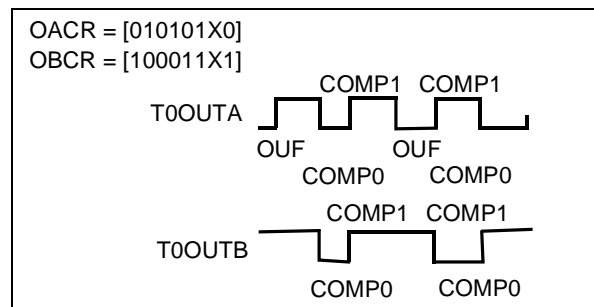 OACR = [010101X0]
OBCR = [100011X1]
COMP1 COMP1
T0OUTA
OUF OUF
COMP0 COMP0
COMP1 COMP1
T0OUTB
COMP0 COMP0